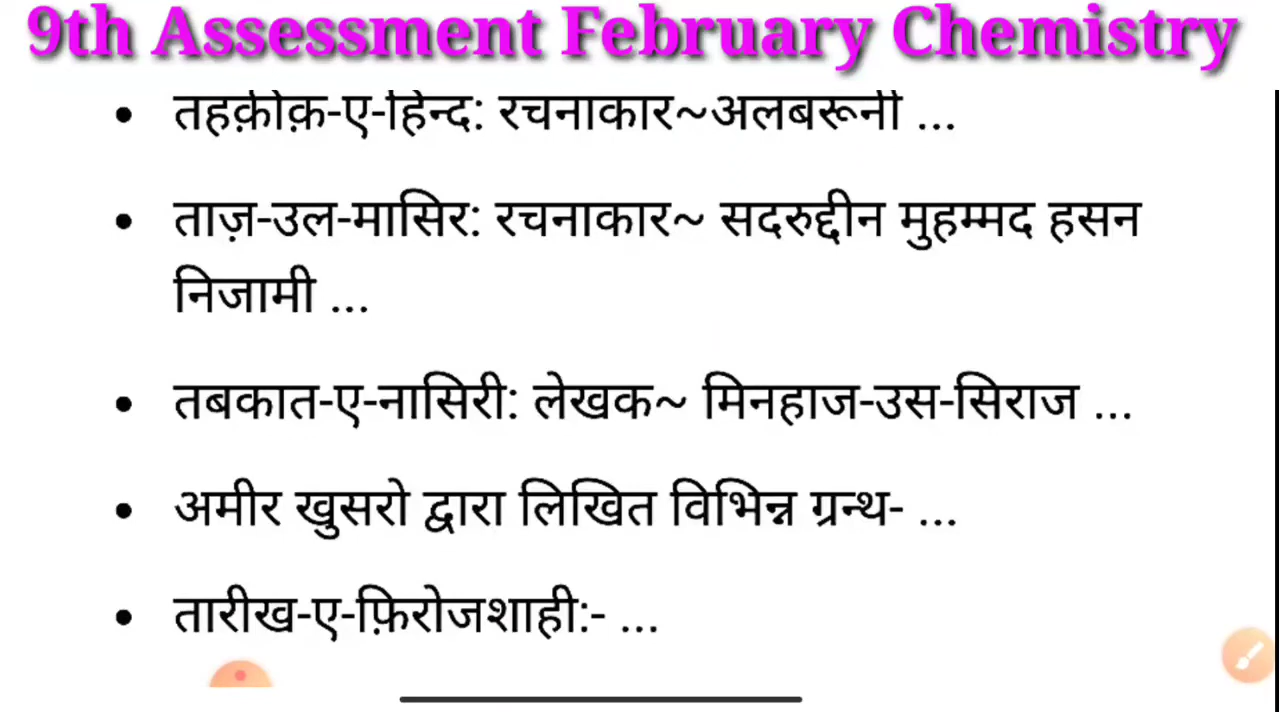 9th Assessment February Chemistry
• तहक़ीक़-ए-हिन्द: रचनाकार~अलबरूनी ...
• ताज़-उल-मासिर: रचनाकार~ सदरुद्दीन मुहम्मद हसन
निजामी ...
• तबकात-ए-नासिरी: लेखक~ मिनहाज-उस-सिराज ...
• अमीर खुसरो द्वारा लिखित विभिन्न ग्रन्थ- ...
• तारीख-ए-फ़िरोजशाही:- ...